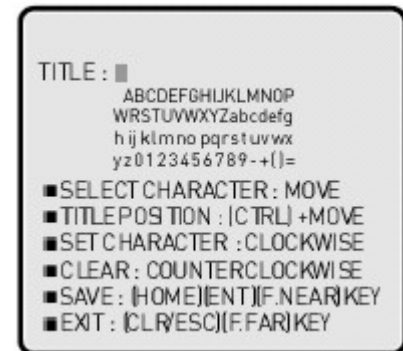 TITLE : 
ABCDEFGHIJKLMNOP
WRSTUVWXYZabcdefg
hijklmnopqrstuvwx
yz0123456789-+()=
■SELECT CHARACTER : MOVE
■TITLE POSITION : (CTRL) +MOVE
■SET CHARACTER : CLOCKWISE
■CLEAR : COUNTERCLOCKWISE
■SAVE : (HOME)(ENT)(F.NEAR)KEY
■EXIT : (CLR/ESC)(F.FAR)KEY